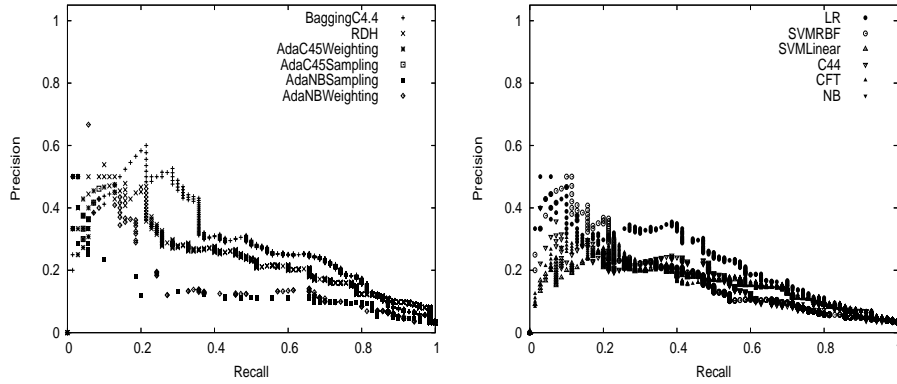 BaggingC4.4
RDH
AdaC45Weighting
AdaC45Sampling
AdaNBSampling
AdaNBWeighting
1
0.8
0.6
0.4
0.2
0
Precision
0 0.2 0.4 0.6 0.8 1
Recall
LR
SVMRBF
SVMLinear
C44
CFT
NB
1
0.8
0.6
0.4
0.2
0
Precision
0 0.2 0.4 0.6 0.8 1
Recall